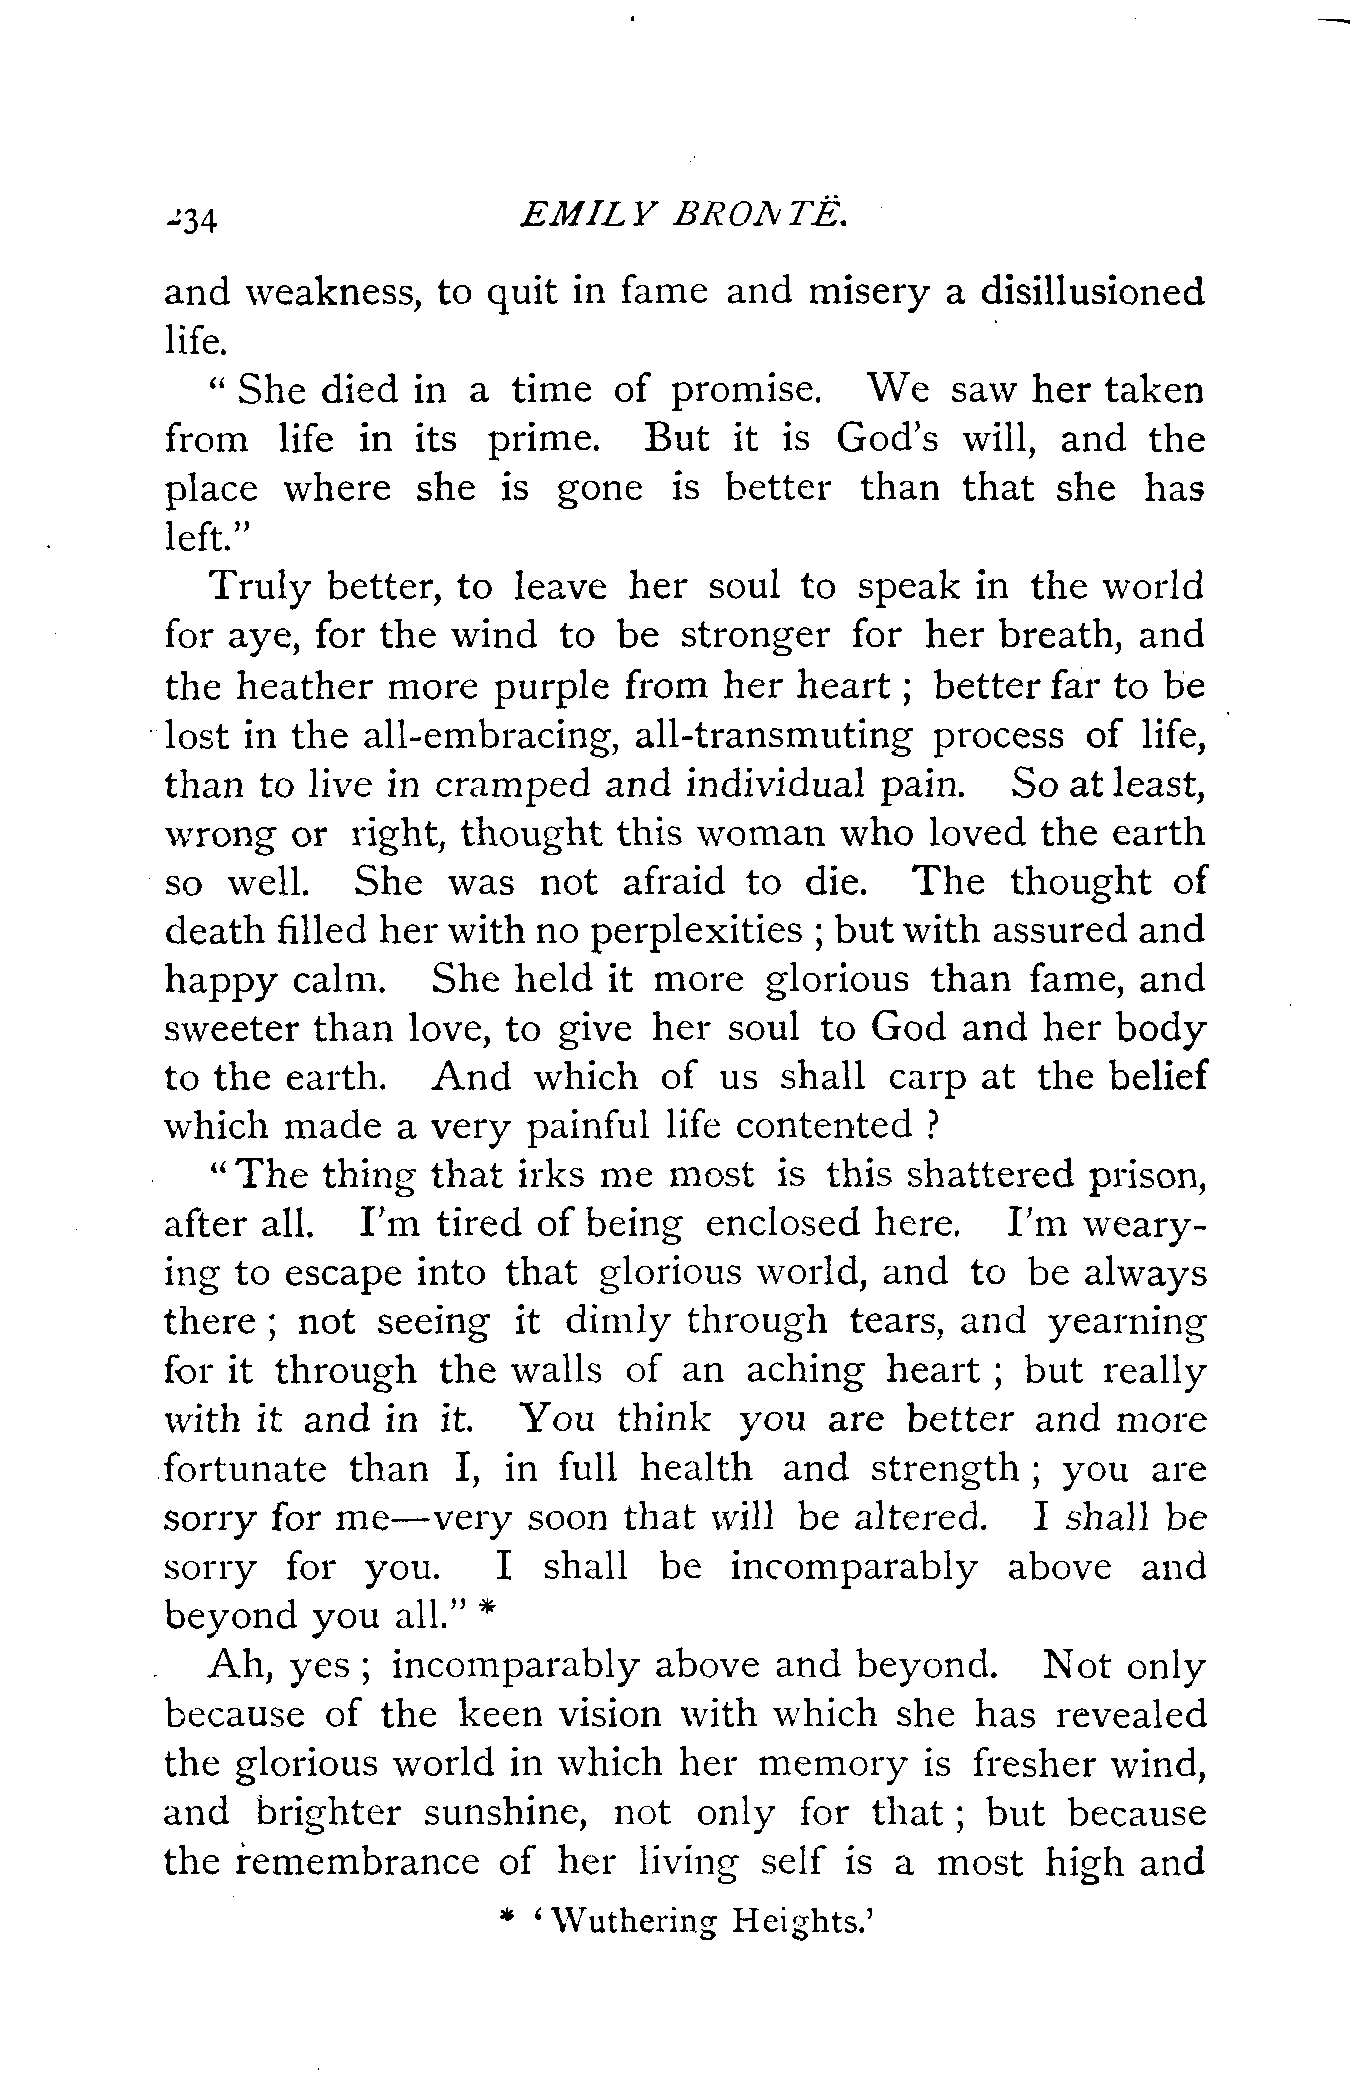 234 EMILY BRONTË.
and weakness, to quit in fame and misery a disillusioned
life.
“ She died in a time of promise. We saw her taken
from life in its prime. But it is God’s will, and the
place where she is gone is better than that she has
left.”
Truly better, to leave her soul to speak in the world
for aye, for the wind to be stronger for her breath, and
the heather more purple from her heart ; better far to be
lost in the all-embracing, all-transmuting process of life,
than to live in cramped and individual pain. So at least,
wrong or right, thought this woman who loved the earth
so well. She was not afraid to die. The thought of
death filled her with no perplexities ; but with assured and
happy calm. She held it more glorious than fame, and
sweeter than love, to give her soul to God and her body
to the earth. And which of us shall carp at the belief
which made a very painful life contented ?
“ The thing that irks me most is this shattered prison,
after all. I’m tired of being enclosed here. I’m weary-
ing to escape into that glorious world, and to be always
there ; not seeing it dimly through tears, and yearning
for it through the walls of an aching heart ; but really
with it and in it. You think you are better and more
fortunate than I, in full health and strength ; you are
sorry for me—very soon that will be altered. I shall be
sorry for you. I shall be incomparably above and
beyond you all.” *
Ah, yes ; incomparably above and beyond. Not only
because of the keen vision with which she has revealed
the glorious world in which her memory is fresher wind,
and brighter sunshine, not only for that ; but because
the remembrance of her living self is a most high and
* ‘ Wuthering Heights.’